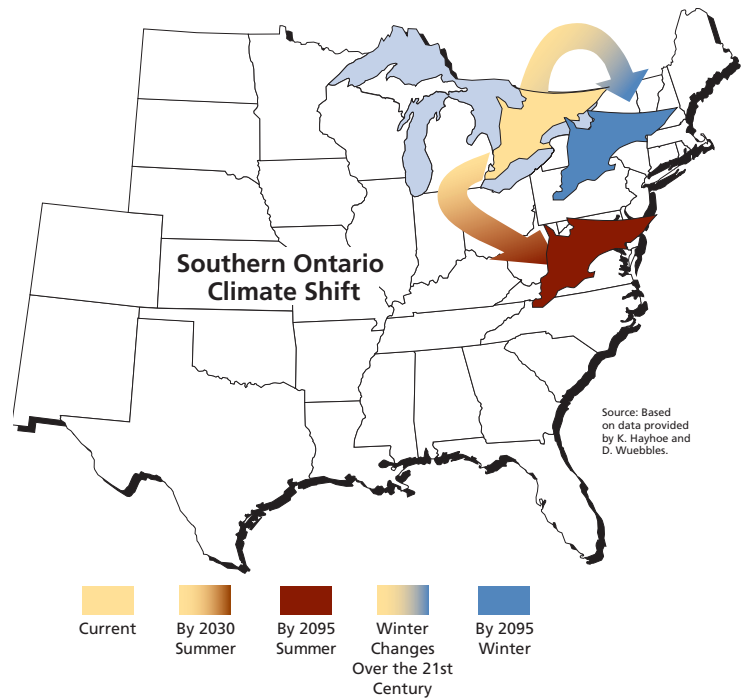 Southern Ontario
Climate Shift
Source: Based
on data provided
by K. Hayhoe and
D. Wuebbles.
Current
By 2030
Summer
By 2095
Summer
Winter
Changes
Over the 21st
Century
By 2095
Winter